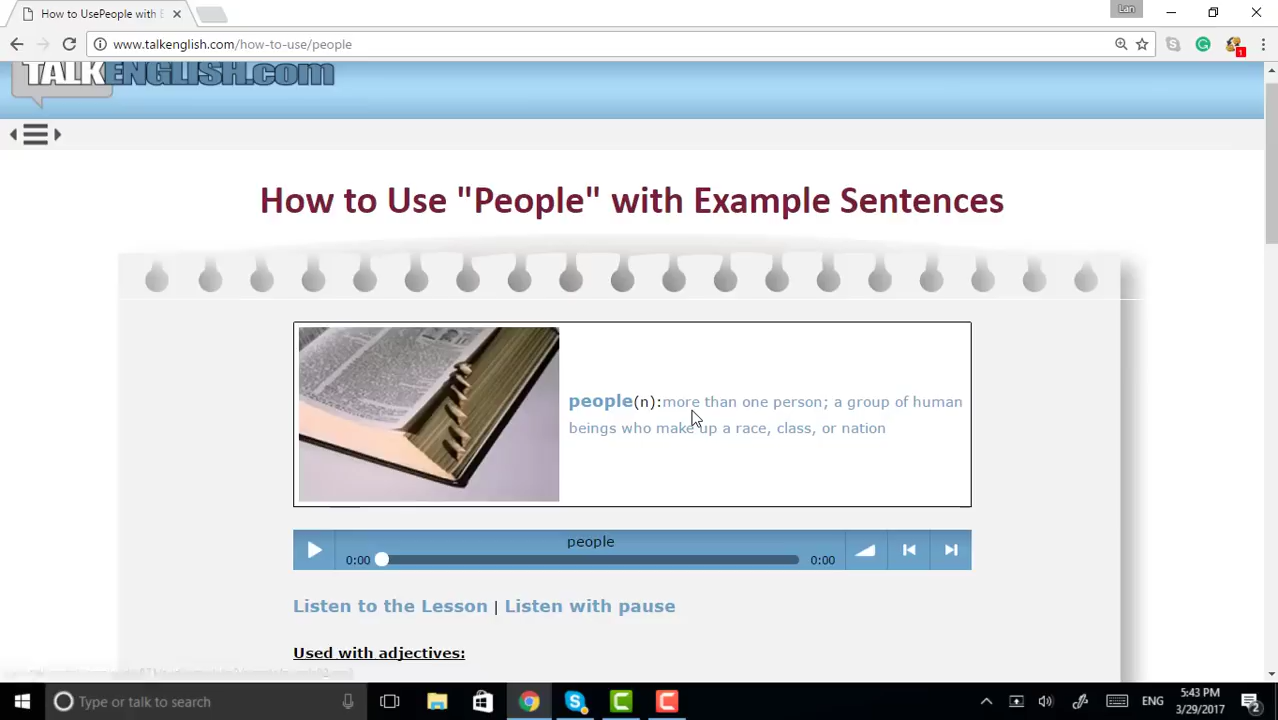 How to UsePeople with
Lan
www.talkenglish.com/how-to-use/people
1
TALKENGLISH.com
How to Use "People" with Example Sentences
people(n):more than one person; a group of human
beings who make up a race, class, or nation
people
0:00
0:00
Listen to the Lesson | Listen with pause
Used with adjectives:
Type or talk to search
ENG
5:43 PM
3/29/2017
2